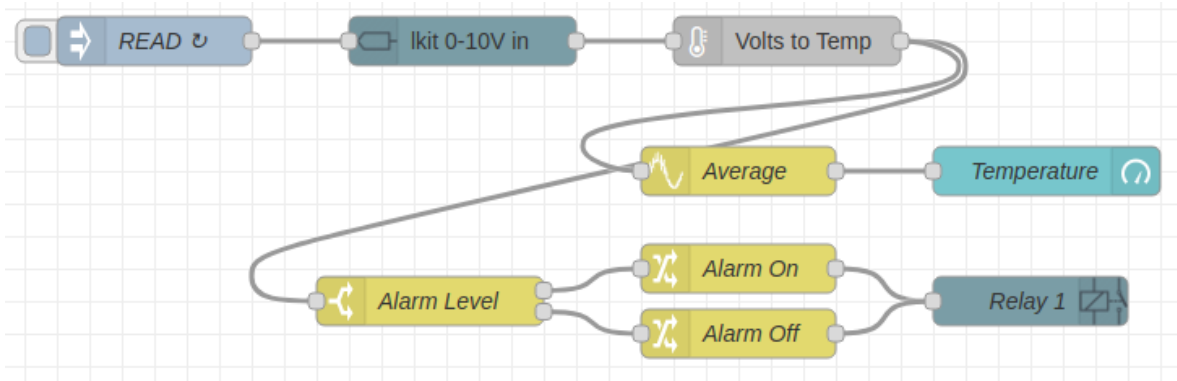 READ ↻
lkit 0-10V in
Volts to Temp
Average
Temperature
Alarm Level
Alarm On
Alarm Off
Relay 1